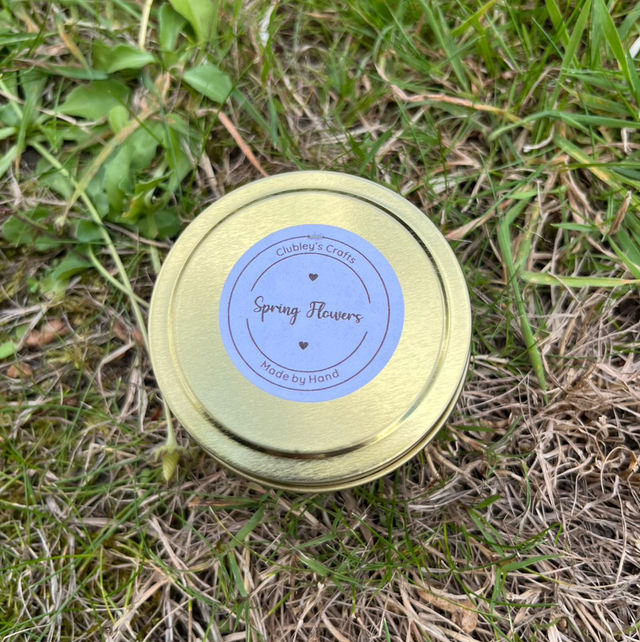 Clubley's Crafts
Spring Flowers
Made by Hand